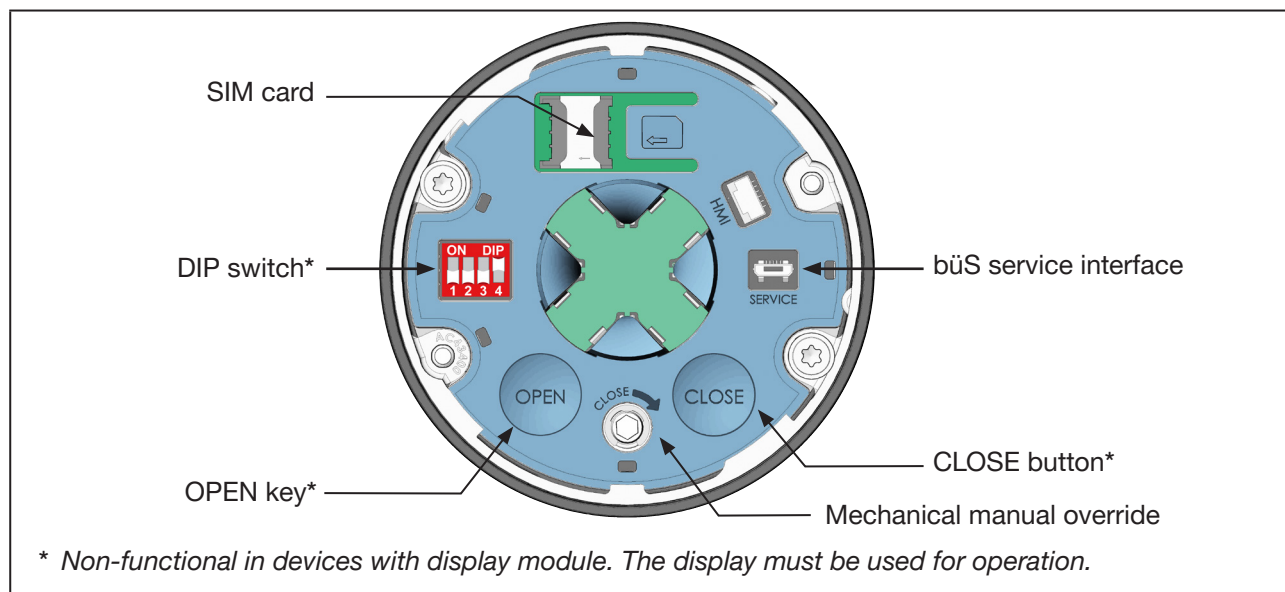 SIM card
HMI
ON DIP
1 2 3 4
DIP switch*
büS service interface
SERVICE
OPEN
CLOSE
CLOSE
CLOSE button*
OPEN key*
Mechanical manual override
* Non-functional in devices with display module. The display must be used for operation.